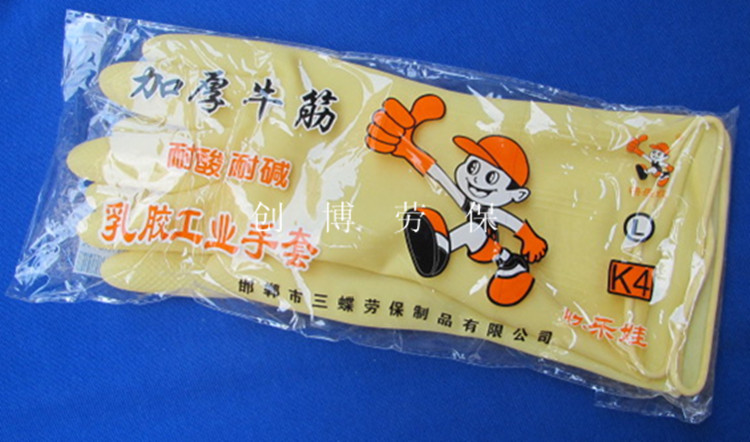 加厚牛筋
耐酸耐碱
创博劳保
乳胶工业手套
邯郸市三蝶劳保制品有限公司
L
K4
乐娃